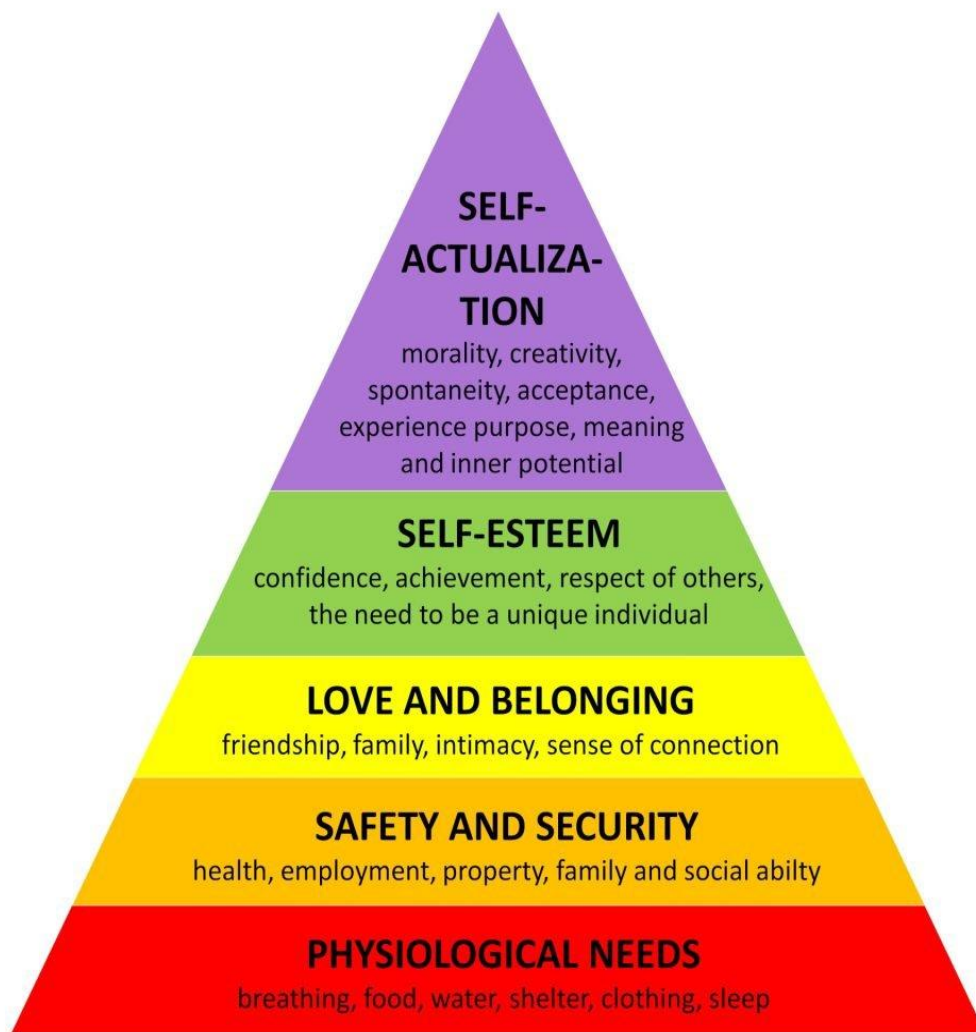 SELF-
ACTUALIZA-
TION
morality, creativity,
spontaneity, acceptance,
experience purpose, meaning
and inner potential
SELF-ESTEEM
confidence, achievement, respect of others,
the need to be a unique individual
LOVE AND BELONGING
friendship, family, intimacy, sense of connection
SAFETY AND SECURITY
health, employment, property, family and social abilty
PHYSIOLOGICAL NEEDS
breathing, food, water, shelter, clothing, sleep